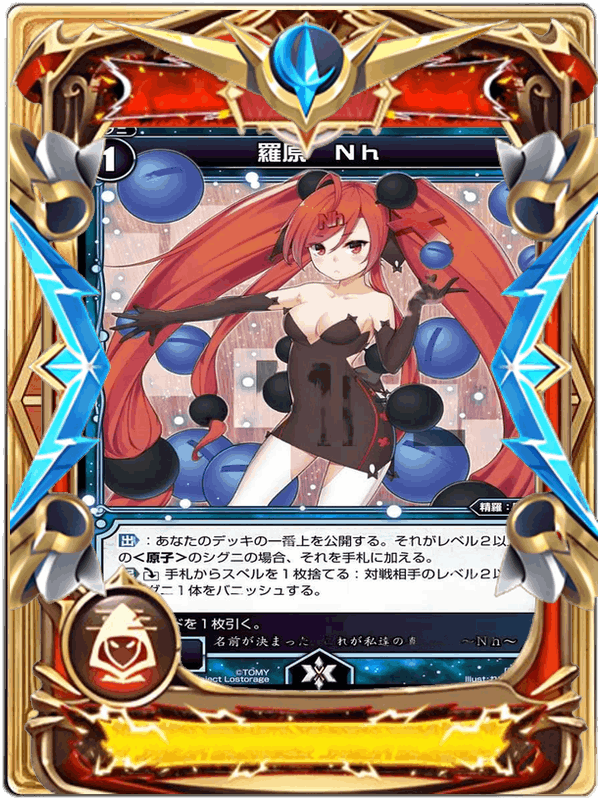 1
羅原 Nh
精羅:
出:あなたのデッキの一番上を公開する。それがレベル2以
の<原子>のシグニの場合、それを手札に加える。
手札からスペルを1枚捨てる:対戦相手のレベル2以
グニ1体をバニッシュする。
ドを1枚引く。
名前が決まった れが私達の真 ～Nh～
©TOMY
oject Lostorage
Illust: